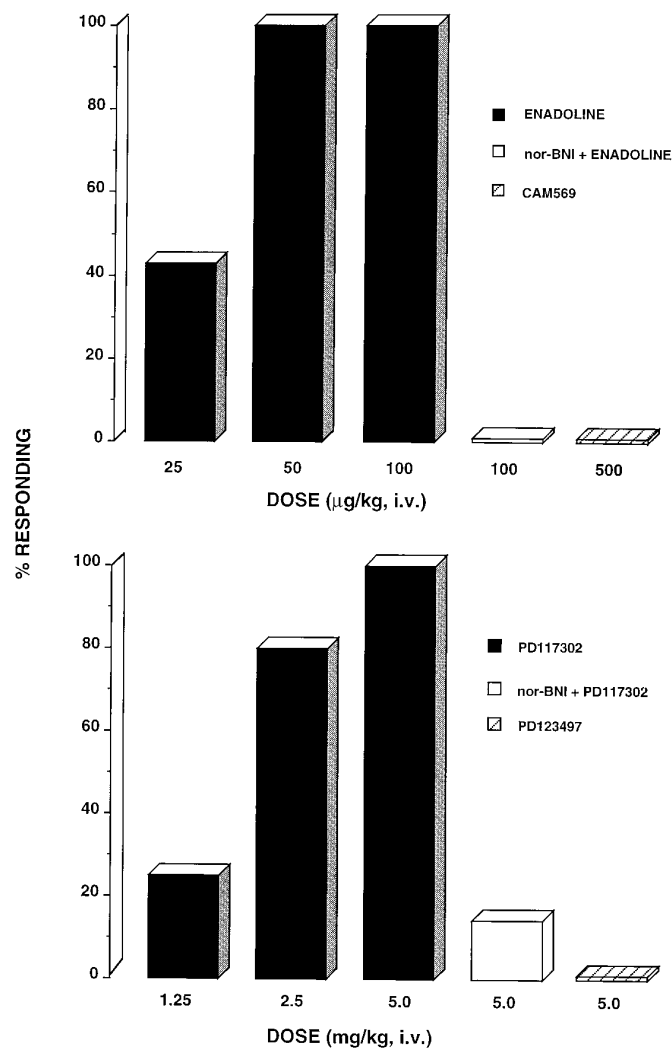 % RESPONDING
100
80
60
40
20
0
ENADOLINE
nor-BNI + ENADOLINE
CAM569
25 50 100 100 500
DOSE (μg/kg, i.v.)
100
80
60
40
20
0
PD117302
nor-BNI + PD117302
PD123497
1.25 2.5 5.0 5.0 5.0
DOSE (mg/kg, i.v.)